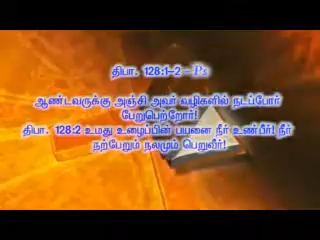 திபா. 128:1-2 -Ps
ஆண்டவருக்கு அஞ்சி அவர் வழிகளில் நடப்போர்
பேறுபெற்றோர்!
திபா. 128:2 உமது உழைப்பின் பயனை நீர் உண்பீர்! நீர்
நற்பேறும் நலமும் பெறுவீர்!